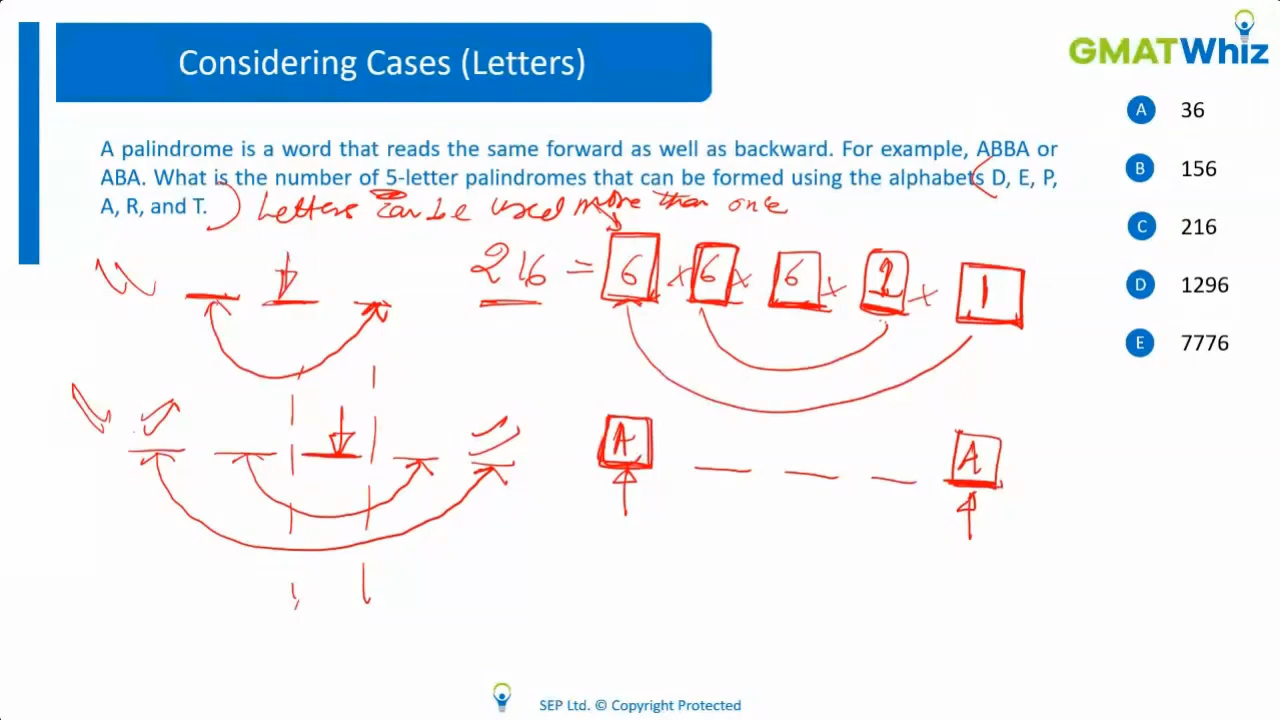 Considering Cases (Letters)
GMATWhiz
A palindrome is a word that reads the same forward as well as backward. For example, ABBA or
ABA. What is the number of 5-letter palindromes that can be formed using the alphabets D, E, P,
A, R, and T.
Letters can be used more than once
A 36
B 156
C 216
D 1296
E 7776
216 = 6 × 6 × 6 × 1 × 1
A A
SEP Ltd. © Copyright Protected